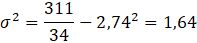 σ² = 311/34 − 2,74² = 1,64